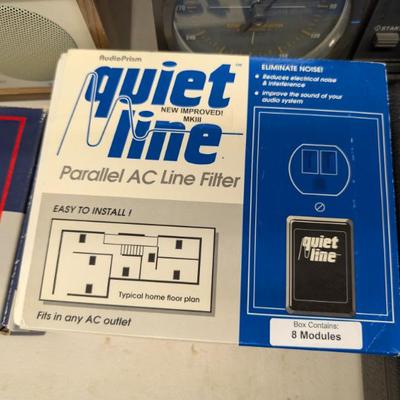 AudioPrism
quiet
line
TM
NEW IMPROVED!
MKIII
Parallel AC Line Filter
EASY TO INSTALL !
Typical home floor plan
Fits in any AC outlet
ELIMINATE NOISE!
• Reduces electrical noise
& interference
• Improve the sound of your
audio system
quiet
line
Box Contains:
8 Modules
START